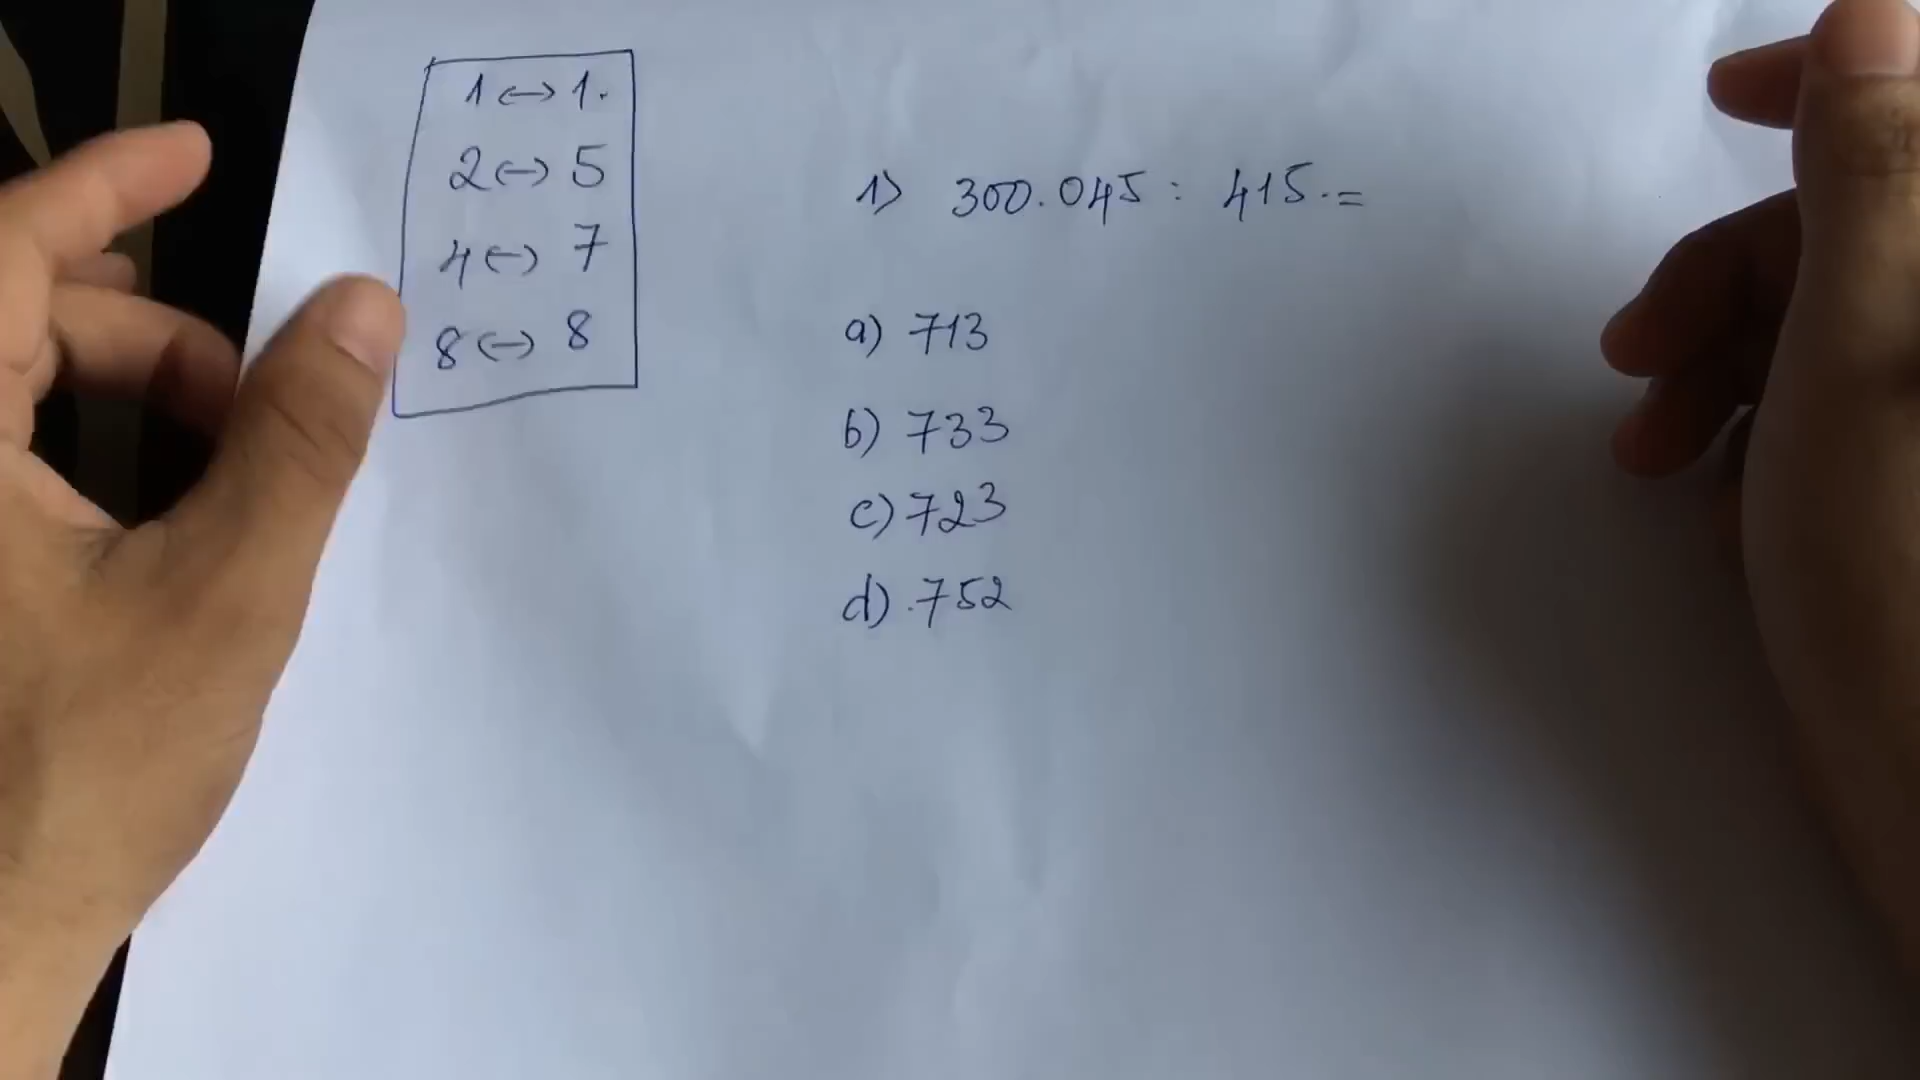 1 ↔ 1.
2 ↔ 5
4 ↔ 7
8 ↔ 8
1) 300.045 : 415.=
a) 713
b) 733
c) 723
d) .752